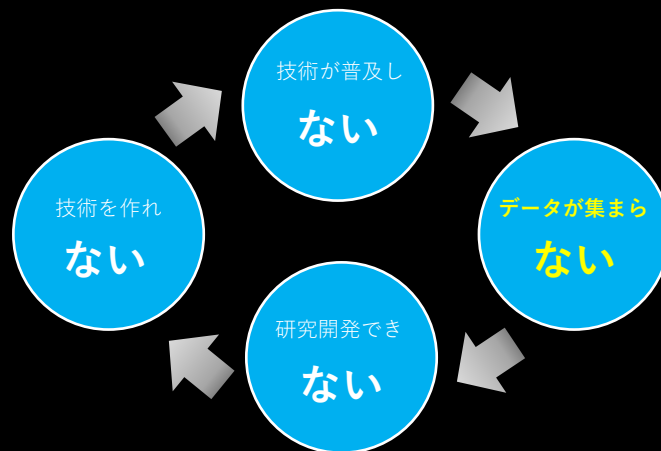 技術が普及し
ない
データが集まら
ない
研究開発でき
ない
技術を作れ
ない